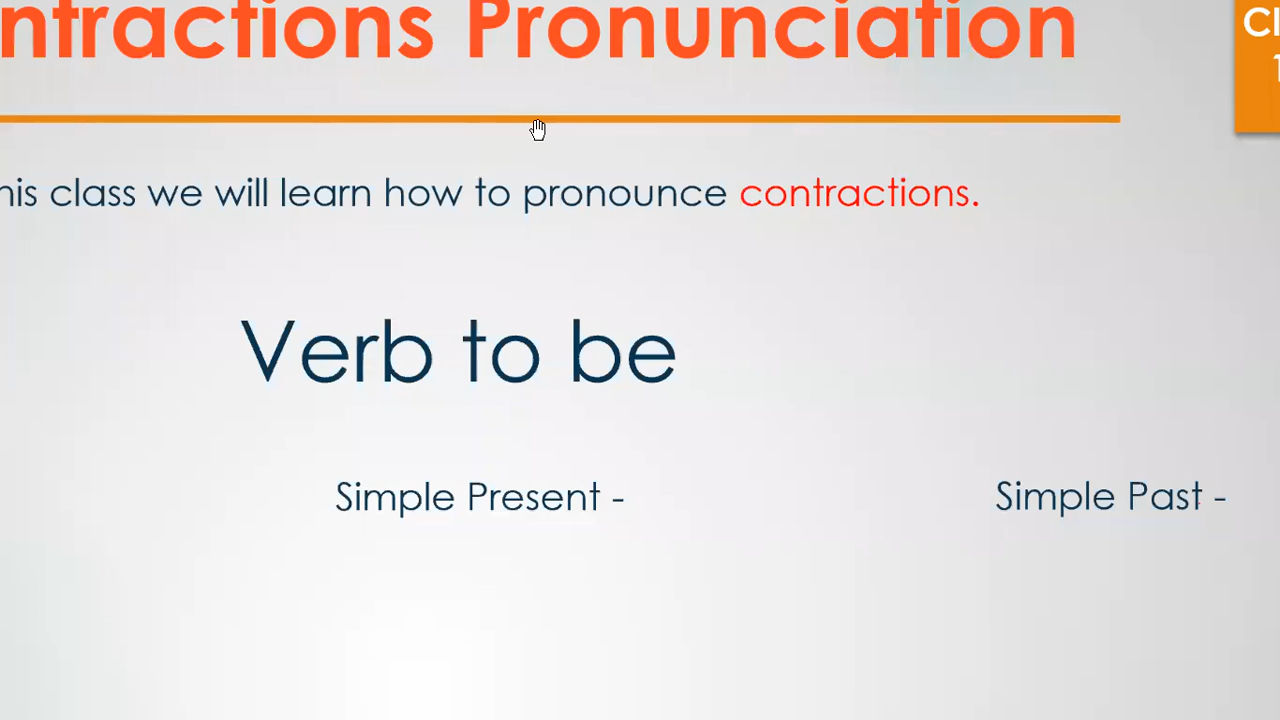 ntractions Pronunciation
his class we will learn how to pronounce contractions.
Verb to be
Simple Present -
Simple Past -